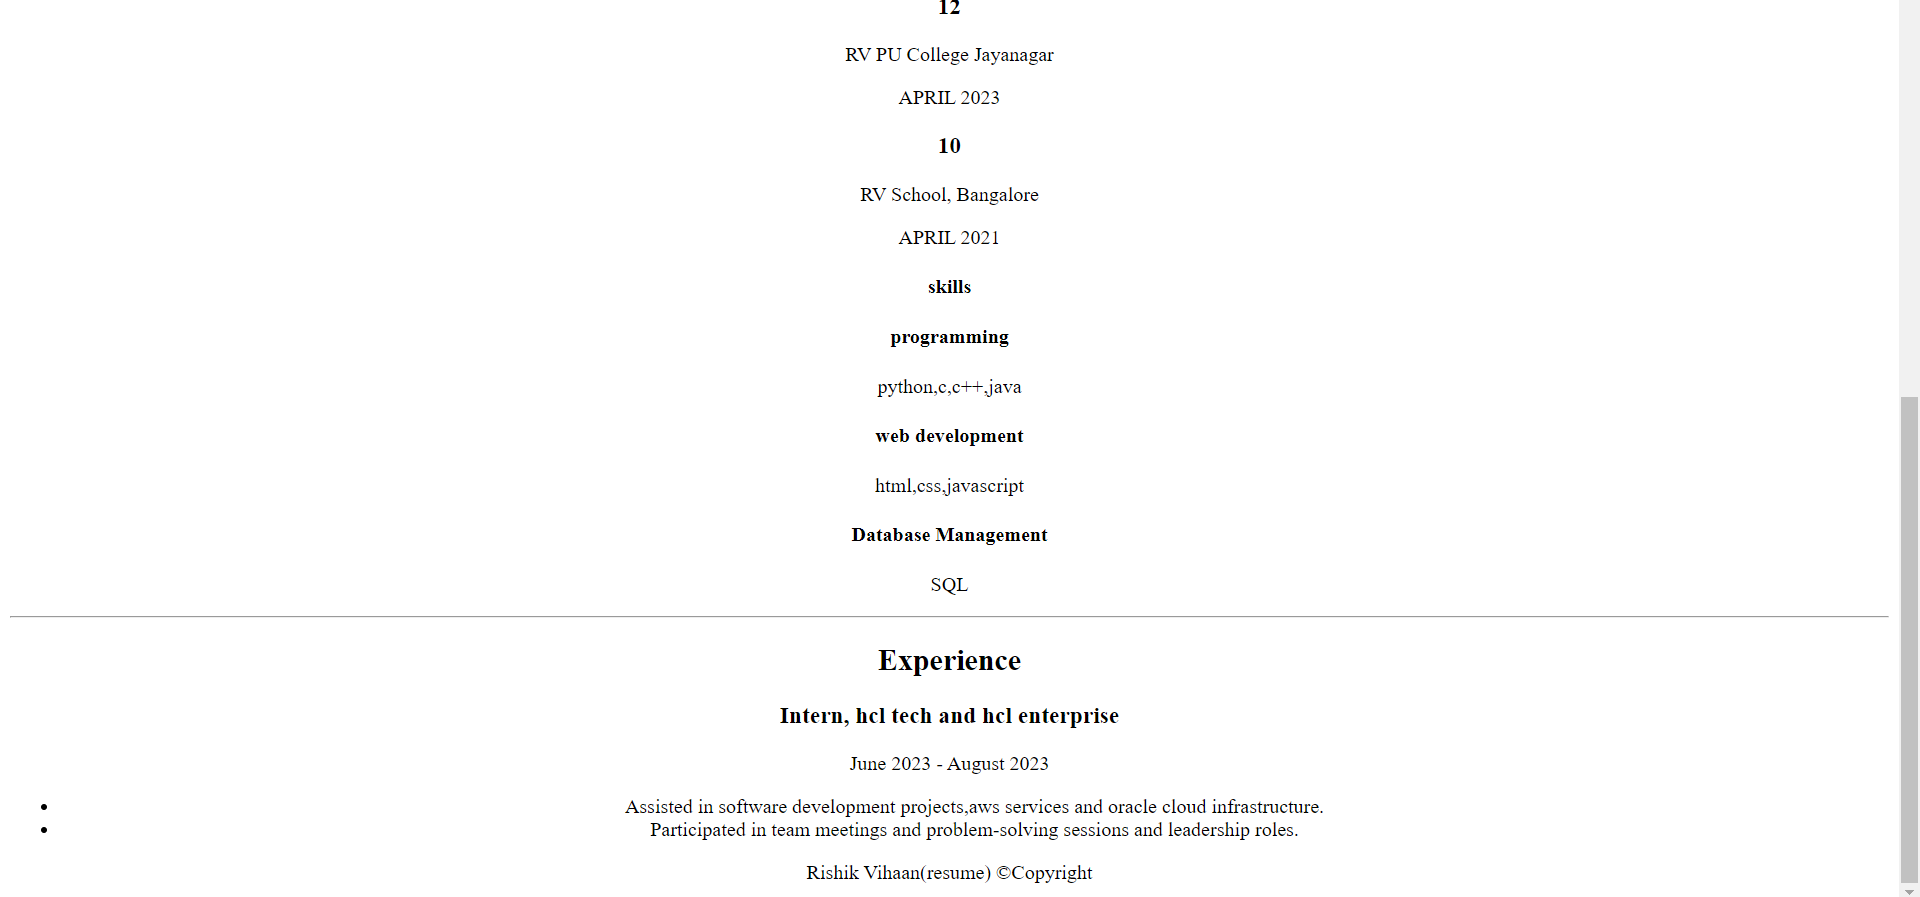 12
RV PU College Jayanagar
APRIL 2023
10
RV School, Bangalore
APRIL 2021
skills
programming
python,c,c++,java
web development
html,css,javascript
Database Management
SQL
Experience
Intern, hcl tech and hcl enterprise
June 2023 - August 2023
• Assisted in software development projects,aws services and oracle cloud infrastructure.
• Participated in team meetings and problem-solving sessions and leadership roles.
Rishik Vihaan(resume) ©Copyright